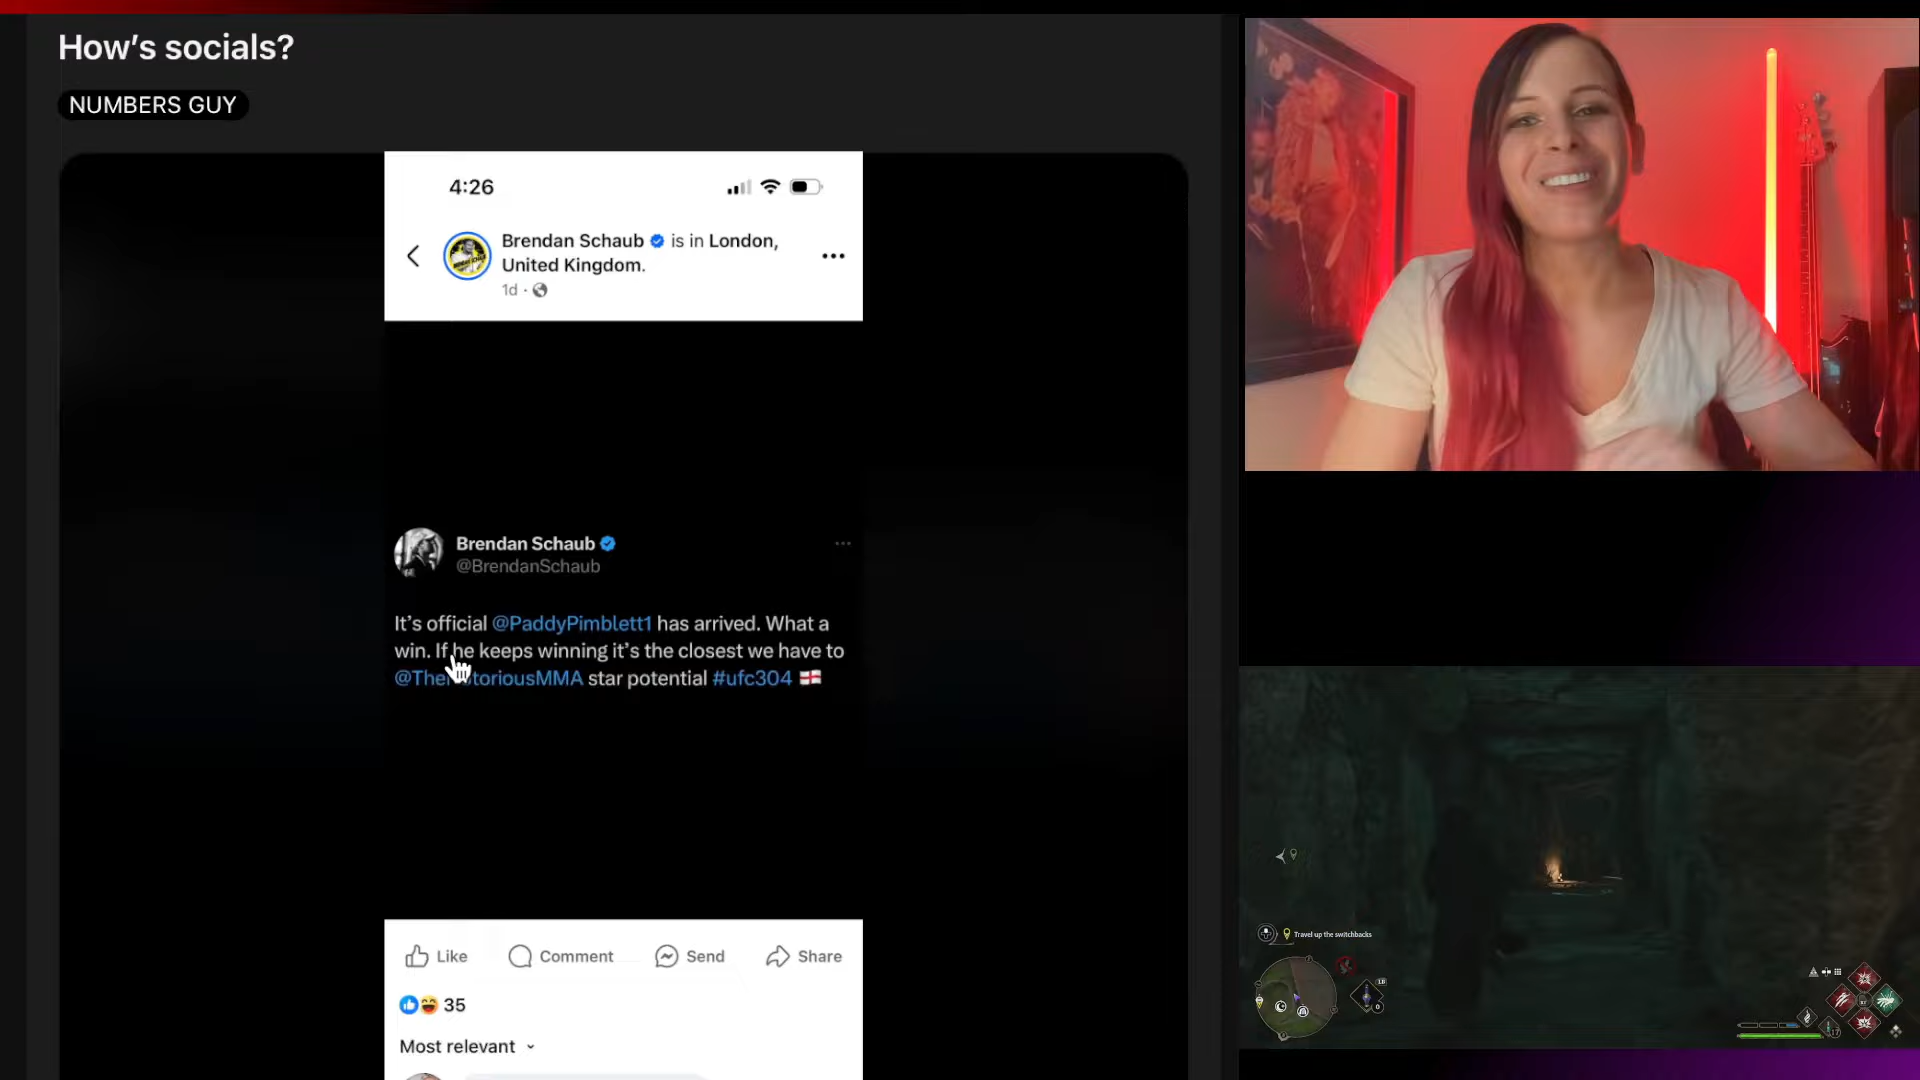 How's socials?
NUMBERS GUY
4:26
Brendan Schaub is in London,
United Kingdom.
1d
Brendan Schaub
@BrendanSchaub
It's official @PaddyPimblett1 has arrived. What a
win. If he keeps winning it's the closest we have to
@TheNotoriousMMA star potential #ufc304
Like Comment Send Share
35
Most relevant
Travel up the switchbacks
0
17